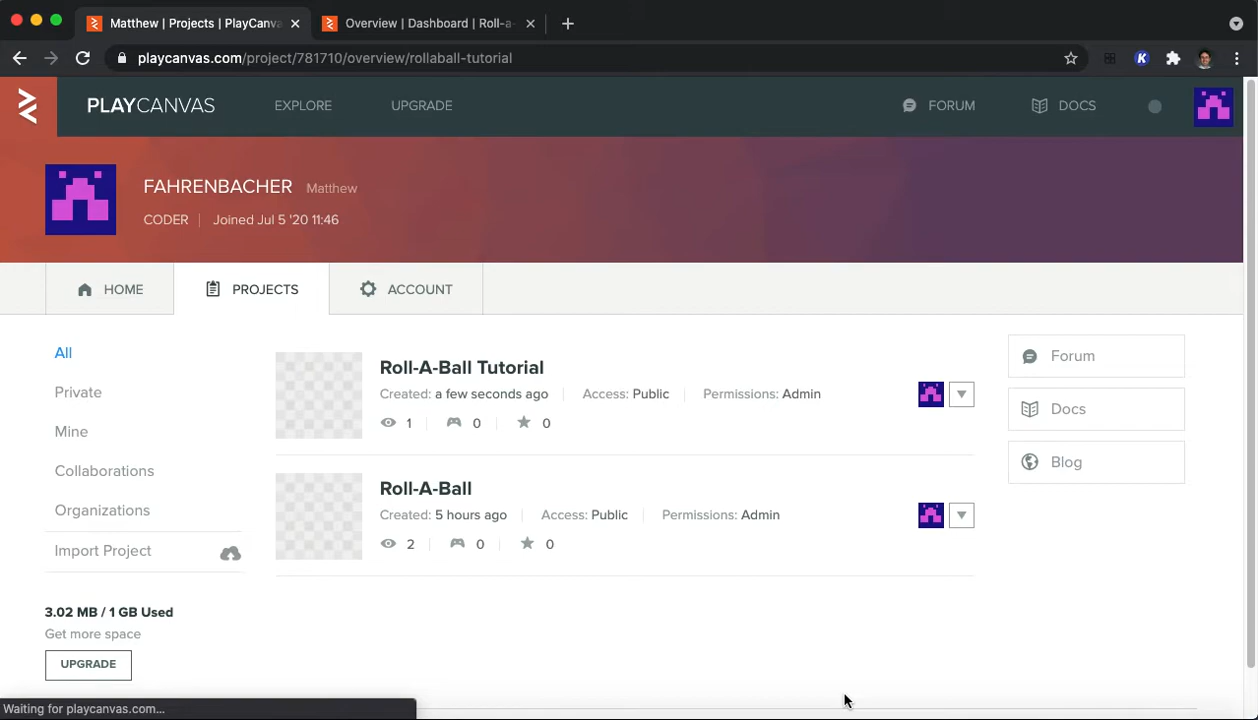 Matthew | Projects | PlayCanva
Overview | Dashboard | Roll-a-
playcanvas.com/project/781710/overview/rollaball-tutorial
K
PLAYCANVAS
EXPLORE
UPGRADE
FORUM
DOCS
FAHRENBACHER Matthew
CODER | Joined Jul 5 '20 11:46
HOME
PROJECTS
ACCOUNT
All
Private
Mine
Collaborations
Organizations
Import Project
3.02 MB / 1 GB Used
Get more space
UPGRADE
Roll-A-Ball Tutorial
Created: a few seconds ago Access: Public Permissions: Admin
1 0 0
Roll-A-Ball
Created: 5 hours ago Access: Public Permissions: Admin
2 0 0
Forum
Docs
Blog
Waiting for playcanvas.com...